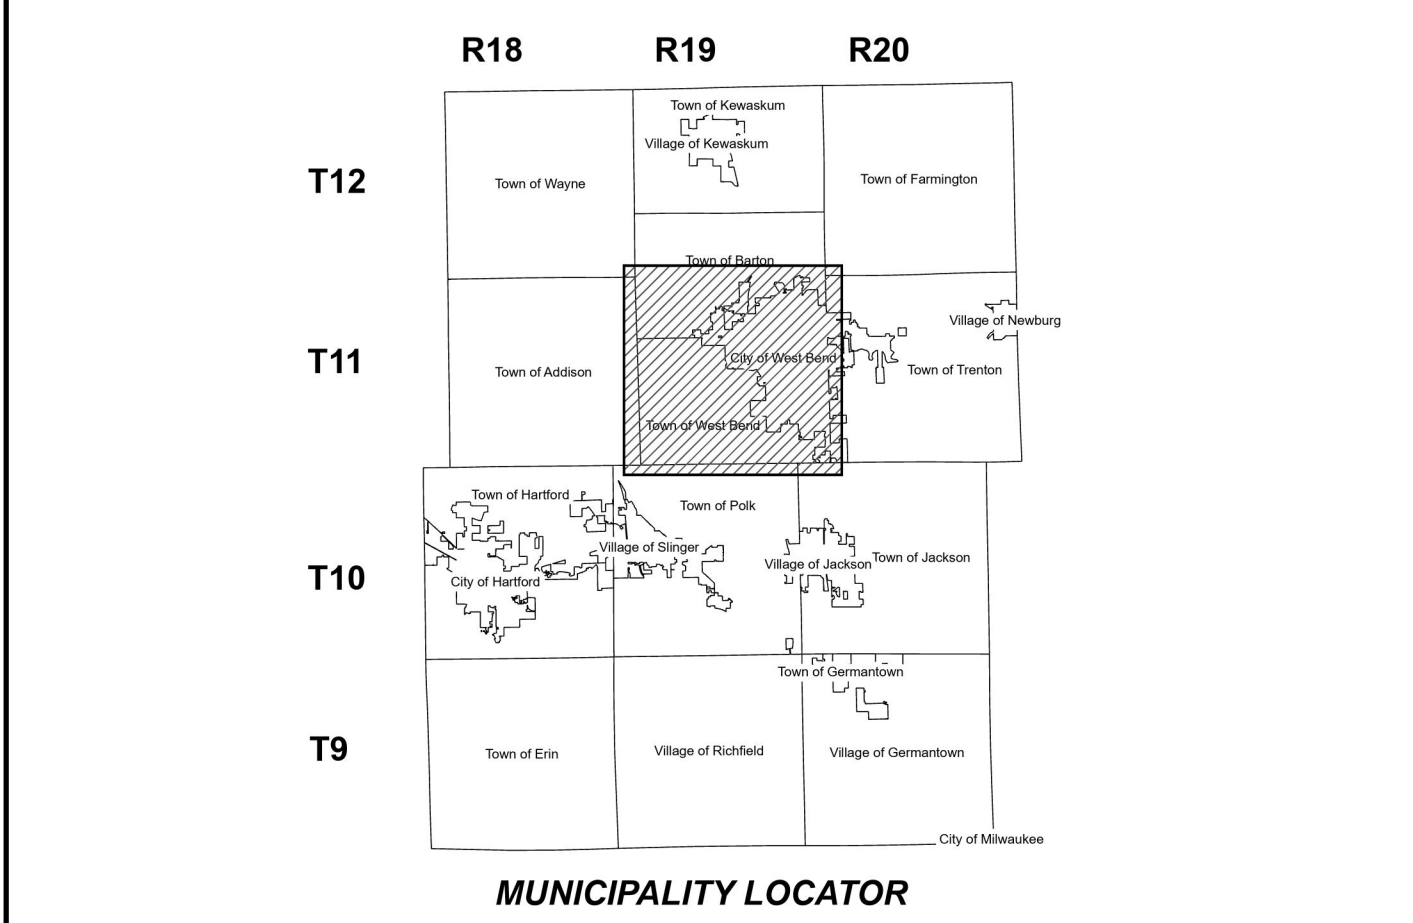 R18 R19 R20
Town of Kewaskum
Village of Kewaskum
T12
Town of Wayne
Town of Farmington
Town of Barton
Village of Newburg
T11
City of West Bend
Town of Addison
Town of Trenton
Town of West Bend
Town of Hartford
Town of Polk
Village of Slinger
Town of Jackson
Village of Jackson
T10
City of Hartford
Town of Germantown
T9
Town of Erin
Village of Richfield
Village of Germantown
City of Milwaukee
MUNICIPALITY LOCATOR